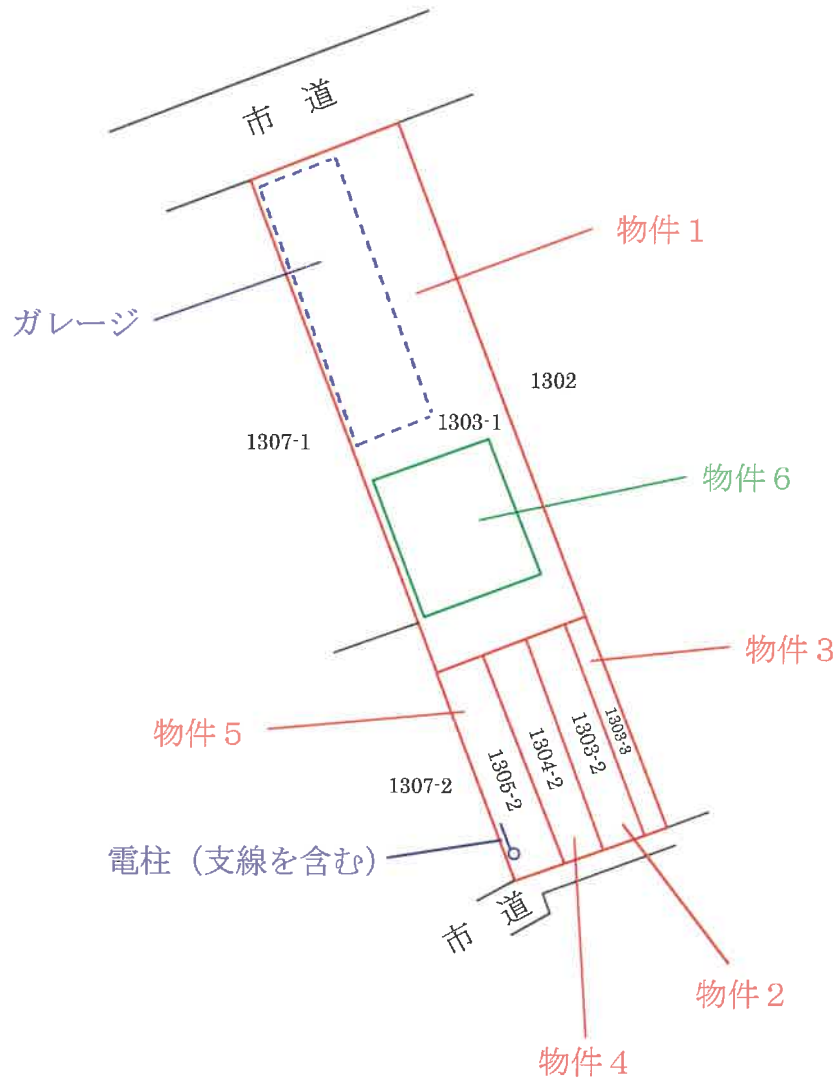 市 道
物件１
ガレージ
1302
1303-1
1307-1
物件６
物件３
物件５
1303-3
1303-2
1304-2
1305-2
1307-2
電柱（支線を含む）
市 道
物件２
物件４